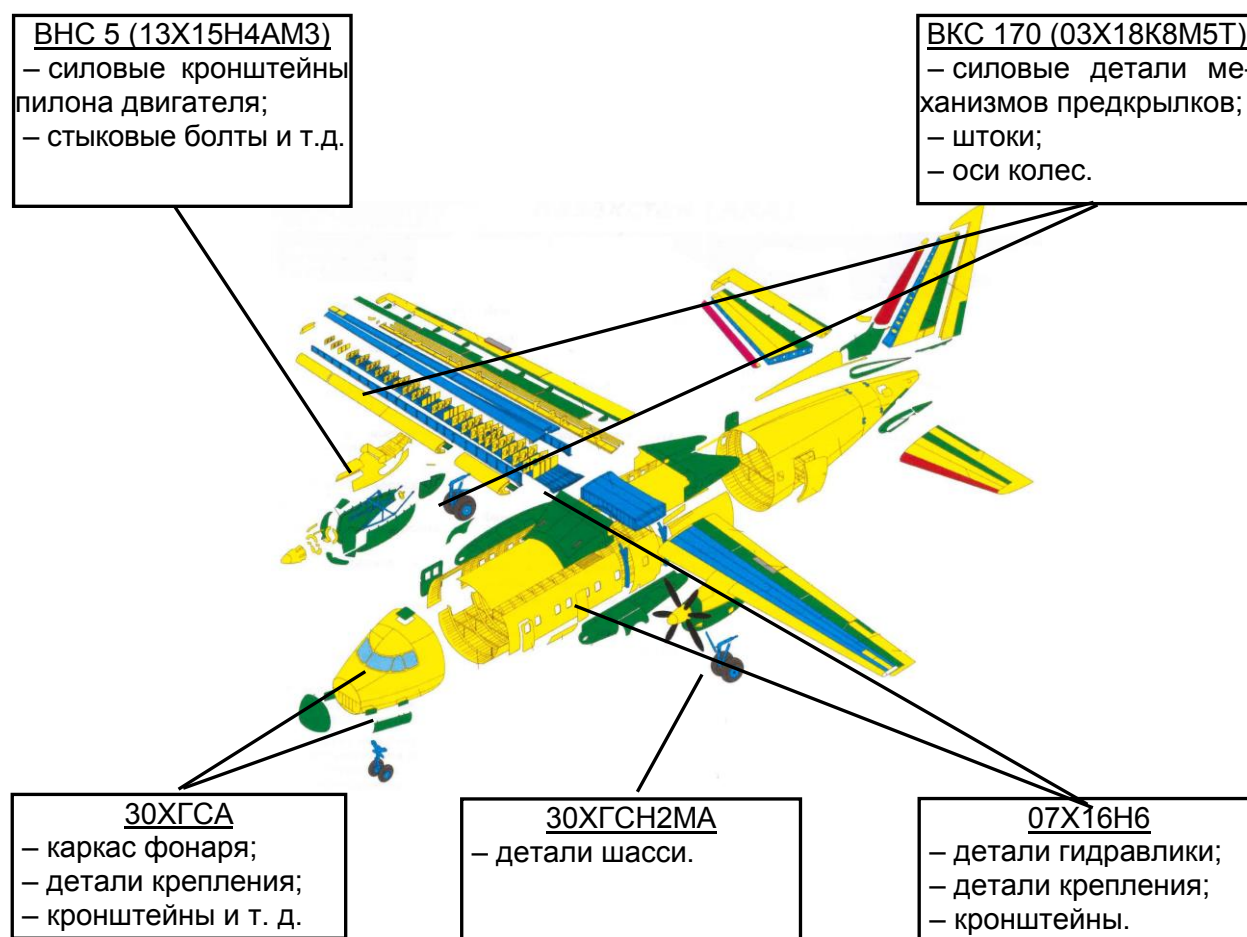 ВНС 5 (13Х15Н4АМ3)
– силовые кронштейны
пилона двигателя;
– стыковые болты и т.д.
ВКС 170 (03Х18К8М5Т)
– силовые детали ме-
ханизмов предкрылков;
– штоки;
– оси колес.
30ХГСА
– каркас фонаря;
– детали крепления;
– кронштейны и т. д.
30ХГСН2МА
– детали шасси.
07Х16Н6
– детали гидравлики;
– детали крепления;
– кронштейны.